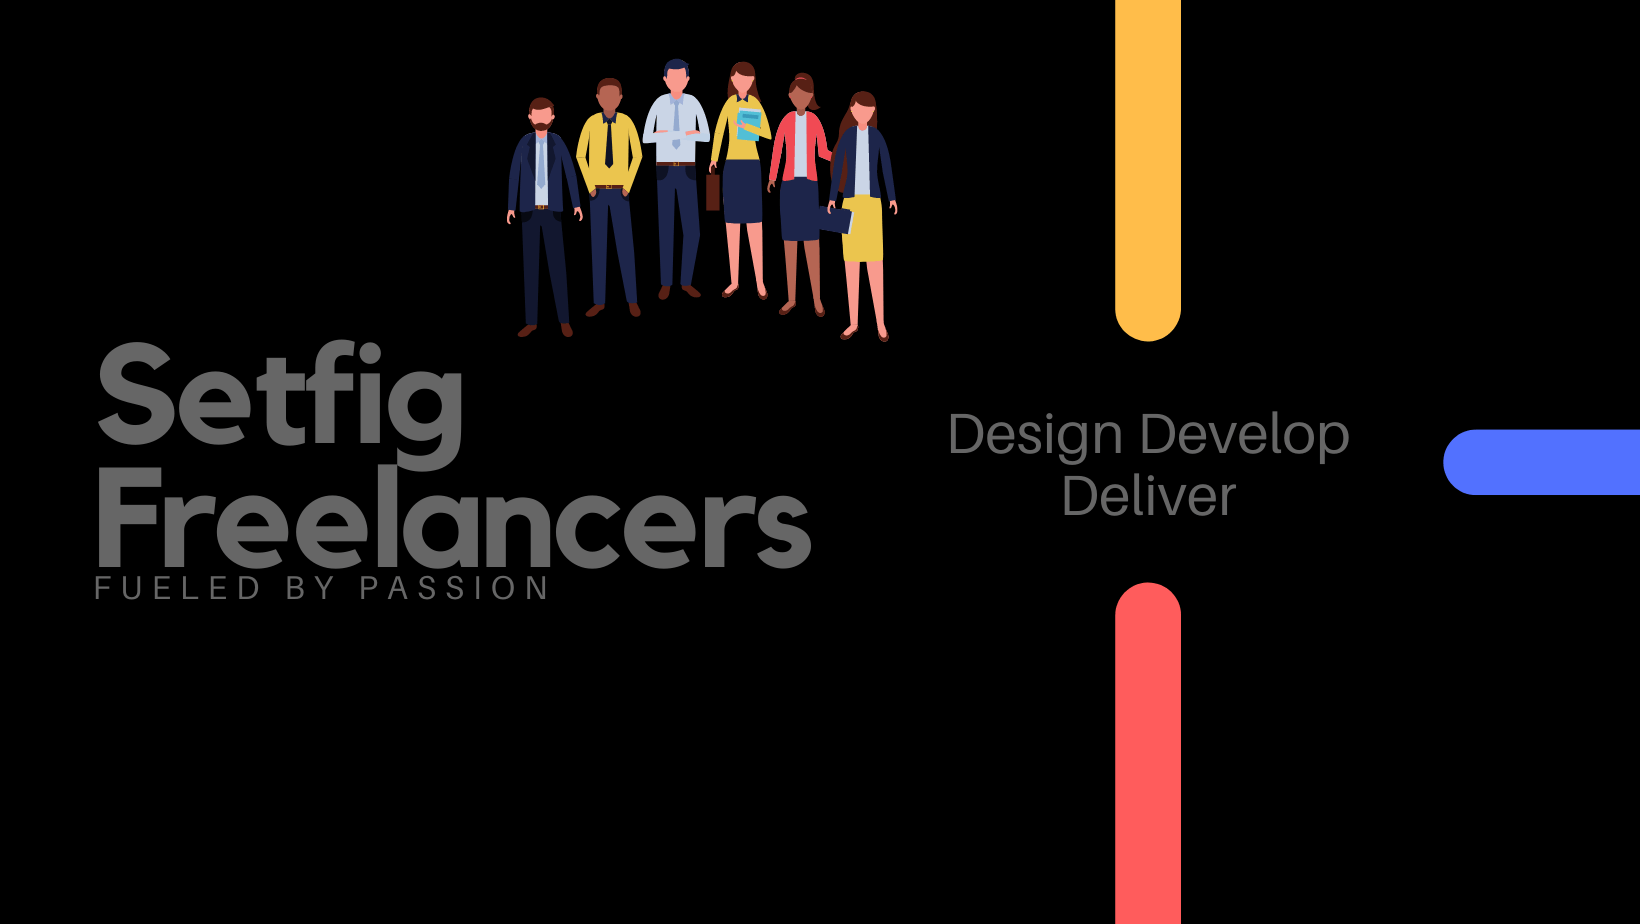 Setfig
Freelancers
FUELED BY PASSION
Design Develop
Deliver